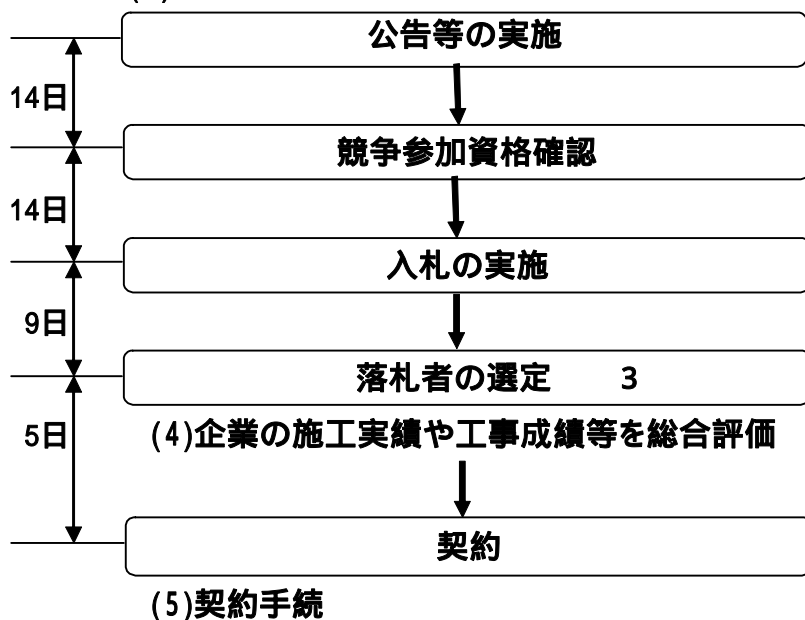 公告等の実施
14日
競争参加資格確認
14日
入札の実施
9日
落札者の選定 3
5日
(4)企業の施工実績や工事成績等を総合評価
契約
(5)契約手続